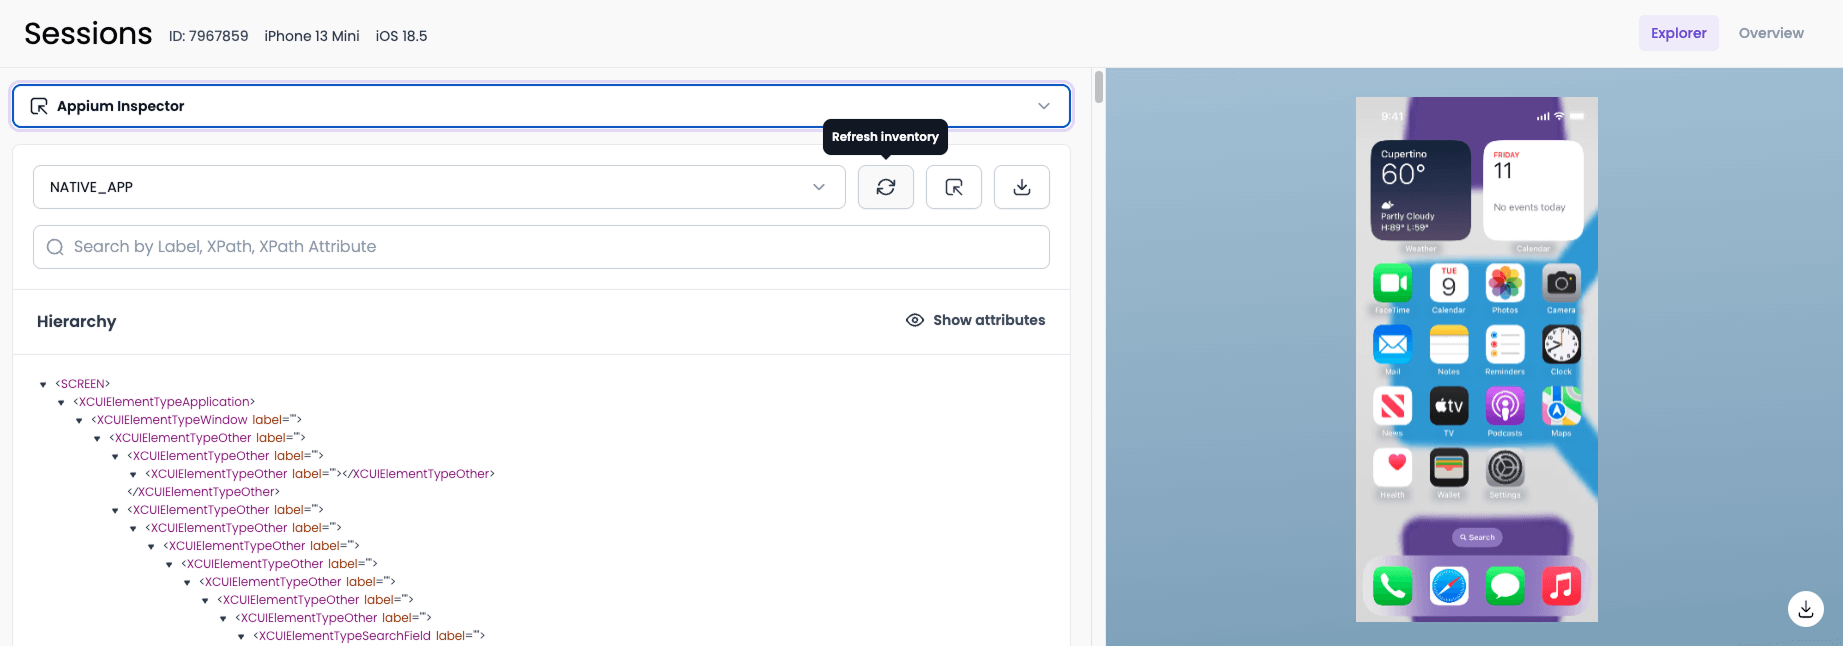 Sessions ID: 7967859 iPhone 13 Mini iOS 18.5
Explorer Overview
Appium Inspector
Refresh inventory
NATIVE_APP
Search by Label, XPath, XPath Attribute
Hierarchy
Show attributes
<SCREEN>
<XCUIElementTypeApplication>
<XCUIElementTypeWindow label="">
<XCUIElementTypeOther label="">
<XCUIElementTypeOther label="">
<XCUIElementTypeOther label=""></XCUIElementTypeOther>
</XCUIElementTypeOther>
<XCUIElementTypeOther label="">
<XCUIElementTypeOther label="">
<XCUIElementTypeOther label="">
<XCUIElementTypeOther label="">
<XCUIElementTypeOther label="">
<XCUIElementTypeOther label="">
<XCUIElementTypeOther label="">
<XCUIElementTypeSearchField label="">
9:41
Cupertino
60°
Partly Cloudy
H:89° L:59°
Weather
FRIDAY
11
No events today
Calendar
TUE
9
FaceTime Calendar Photos Camera
Mail Notes Reminders Clock
tv
News TV Podcasts Maps
Health Wallet Settings
Search